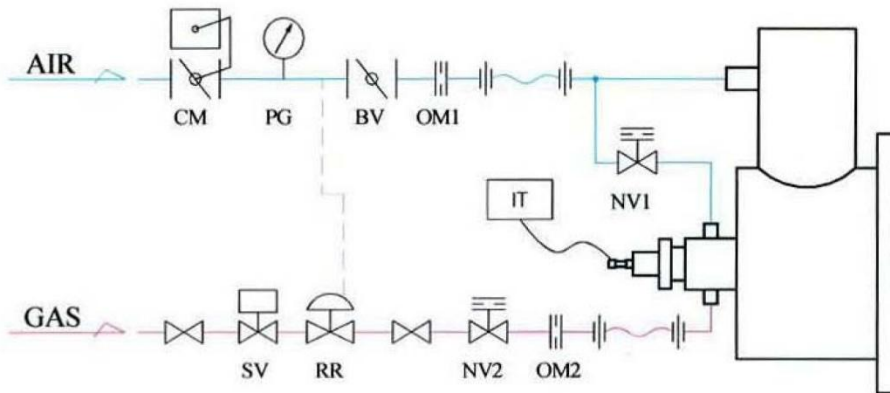 AIR
CM
PG
BV
OM1
NV1
IT
GAS
SV
RR
NV2
OM2